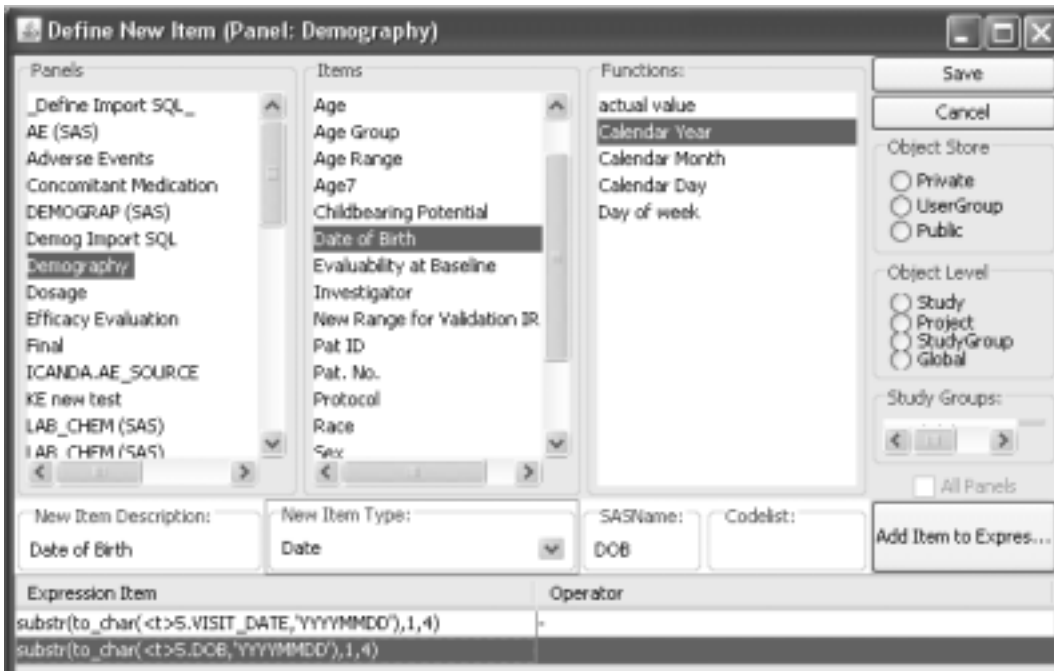 Define New Item (Panel: Demography)
Panels
_Define Import SQL_
AE (SAS)
Adverse Events
Concomitant Medication
DEMOGRAP (SAS)
Demog Import SQL
Demography
Dosage
Efficacy Evaluation
Final
ICANDA.AE_SOURCE
KE new test
LAB_CHEM (SAS)
LAB_CHEM (SAS)
Items
Age
Age Group
Age Range
Age7
Childbearing Potential
Date of Birth
Evaluability at Baseline
Investigator
New Range for Validation IR
Pat ID
Pat. No.
Protocol
Race
Sex
Functions:
actual value
Calendar Year
Calendar Month
Calendar Day
Day of week
Save
Cancel
Object Store
Private
UserGroup
Public
Object Level
Study
Project
StudyGroup
Global
Study Groups:
All Panels
New Item Description:
Date of Birth
New Item Type:
Date
SASName:
DOB
Codelist:
Add Item to Expres...
Expression Item Operator
substr(to_char(<t>5.VISIT_DATE,'YYYYMMDD'),1,4) -
substr(to_char(<t>5.DOB,'YYYYMMDD'),1,4)